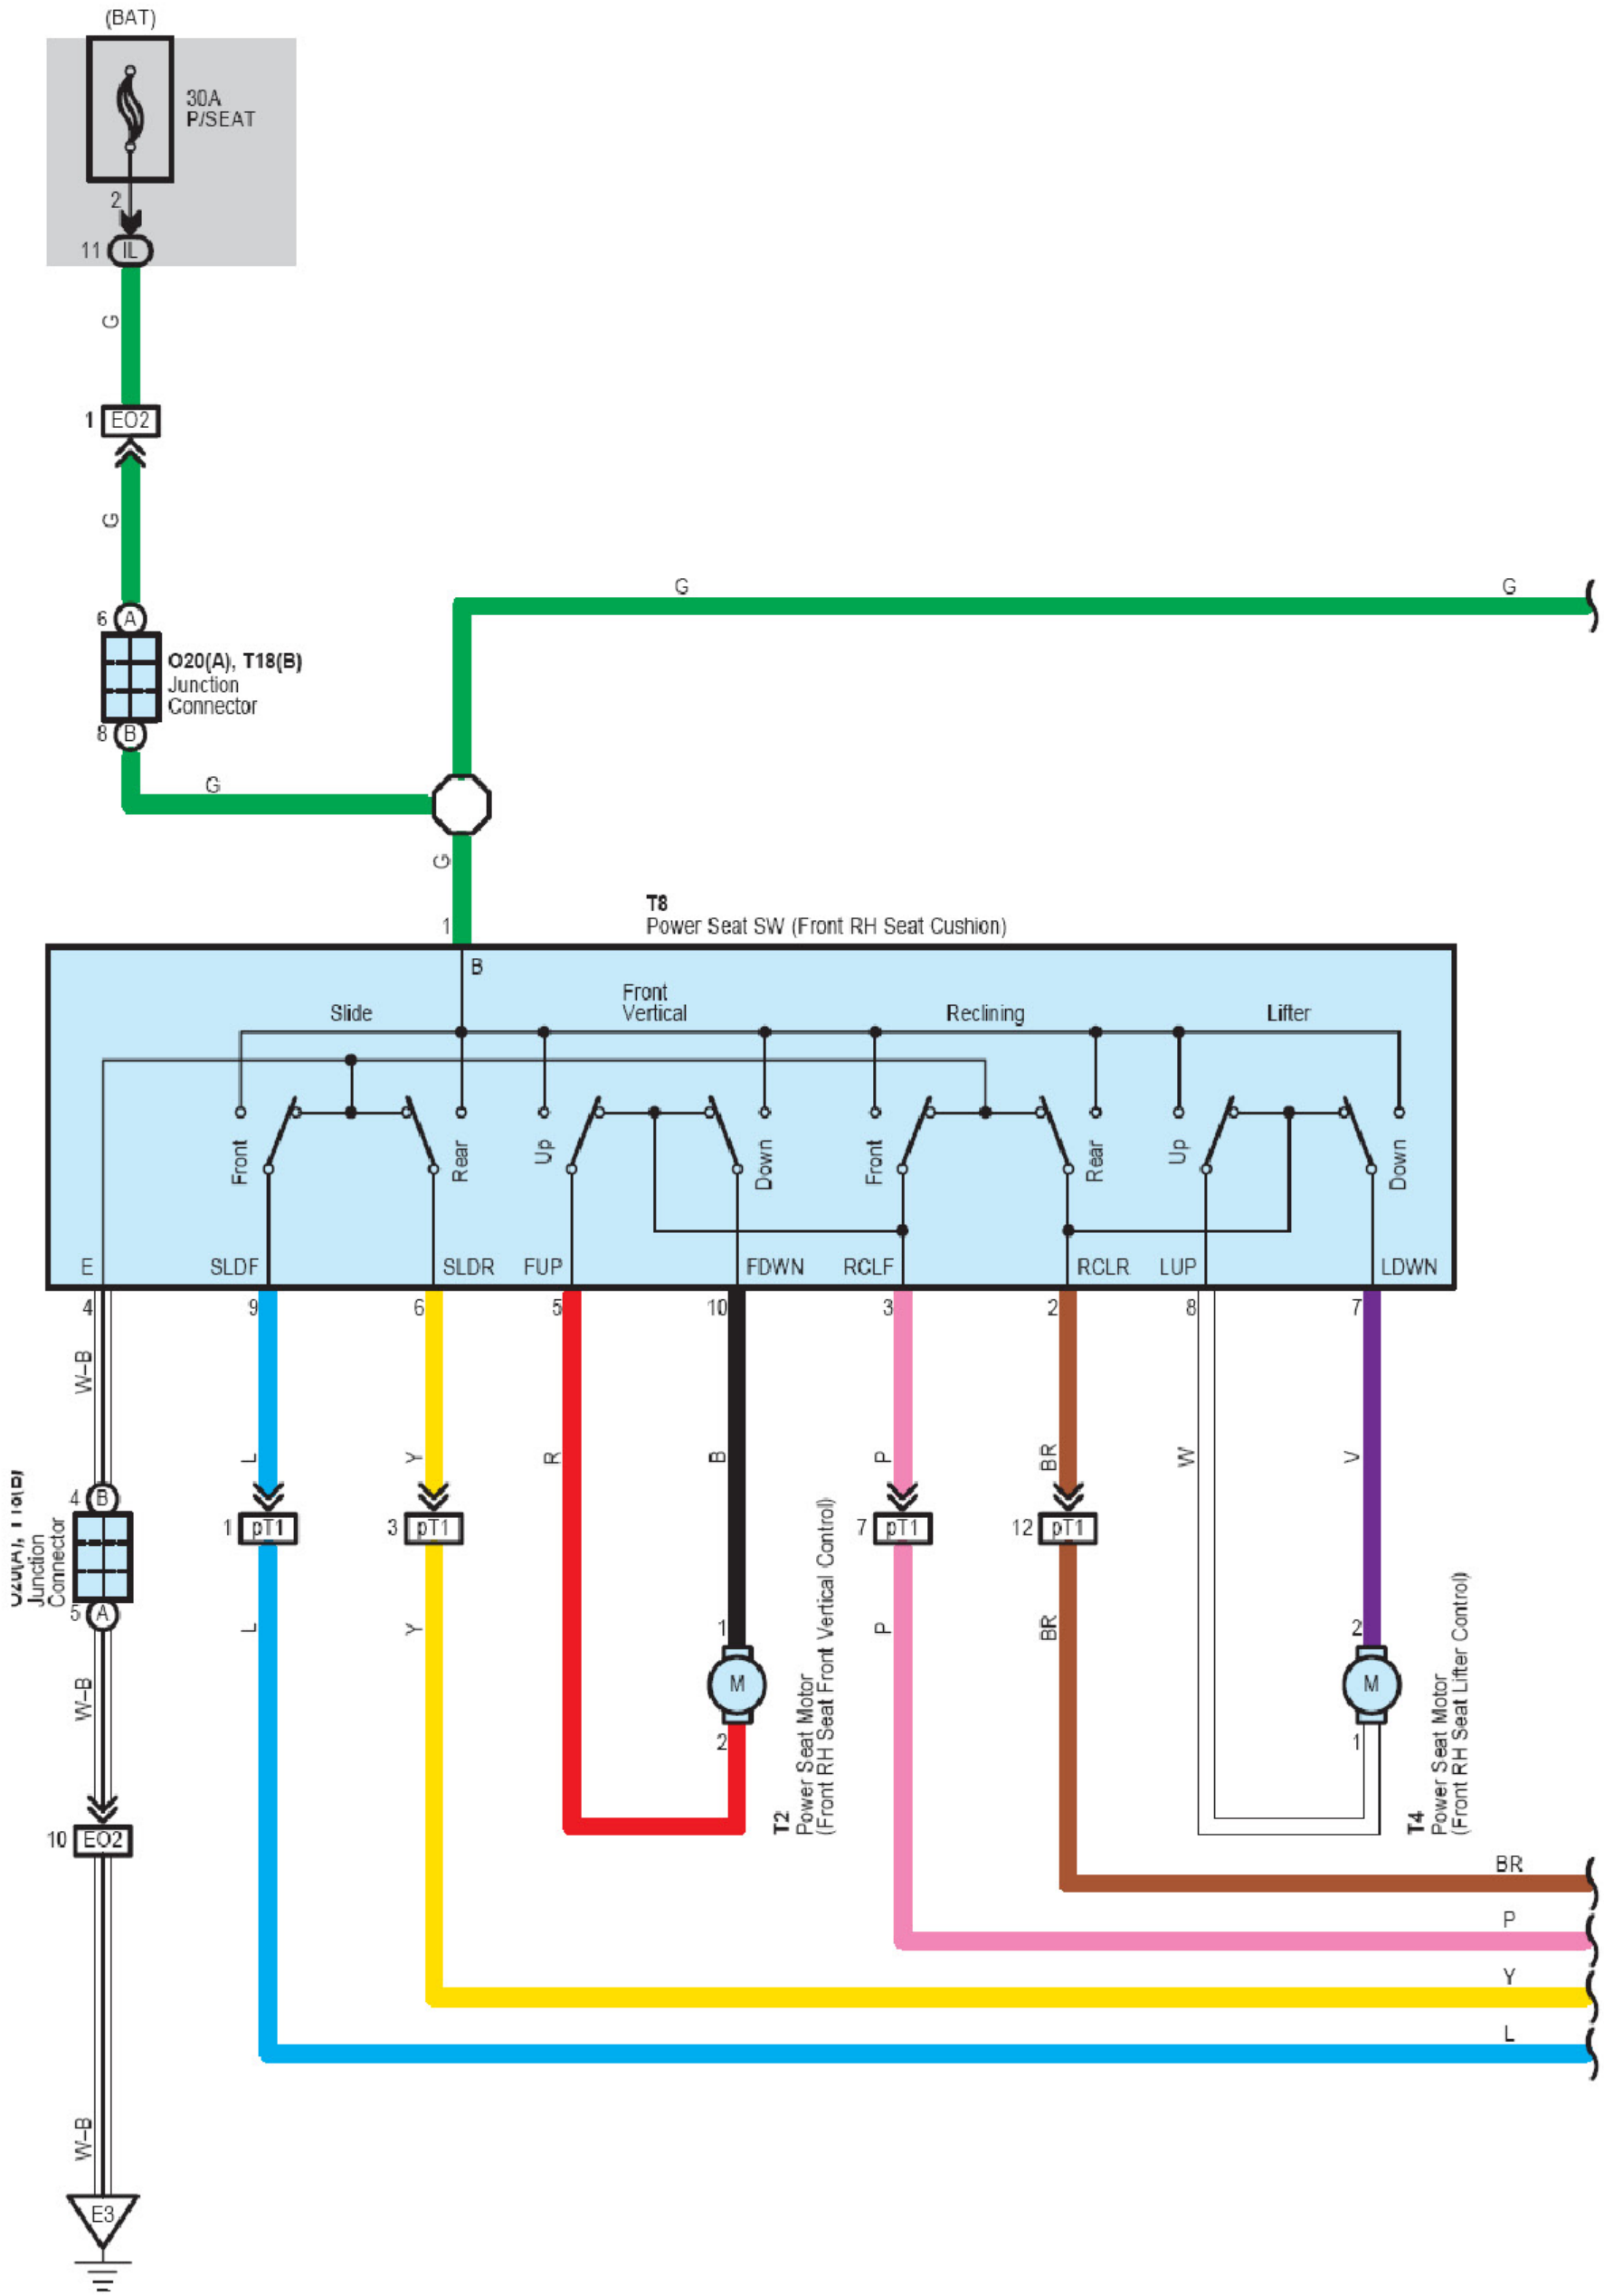 (BAT)
30A
P/SEAT
2
11 IL
G
1 EO2
G
6 A
O20(A), T18(B)
Junction
Connector
8 B
G
G
G
G
T8
Power Seat SW (Front RH Seat Cushion)
1
B
Slide
Front
Vertical
Reclining
Lifter
Front
Rear
Up
Down
Front
Rear
Up
Down
E
SLDF
SLDR
FUP
FDWN
RCLF
RCLR
LUP
LDWN
4
9
6
5
10
3
2
8
7
W-B
L
Y
R
B
P
BR
W
V
4 B
Junction
Connector
5 A
1 pT1
3 pT1
7 pT1
12 pT1
W-B
L
Y
P
BR
1
M
2
T2
Power Seat Motor
(Front RH Seat Front Vertical Control)
2
M
1
T4
Power Seat Motor
(Front RH Seat Lifter Control)
10 EO2
BR
P
Y
L
W-B
E3